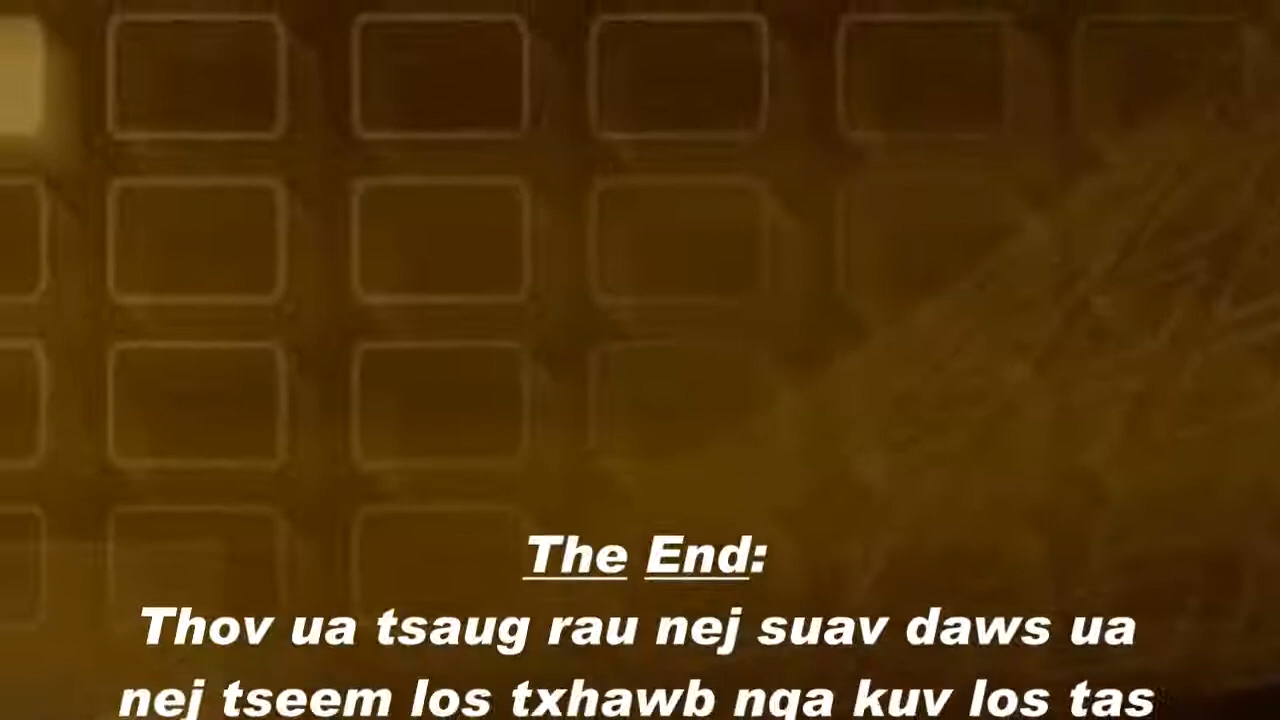 The End:
Thov ua tsaug rau nej suav daws ua
nej tseem los txhawb nqa kuv los tas